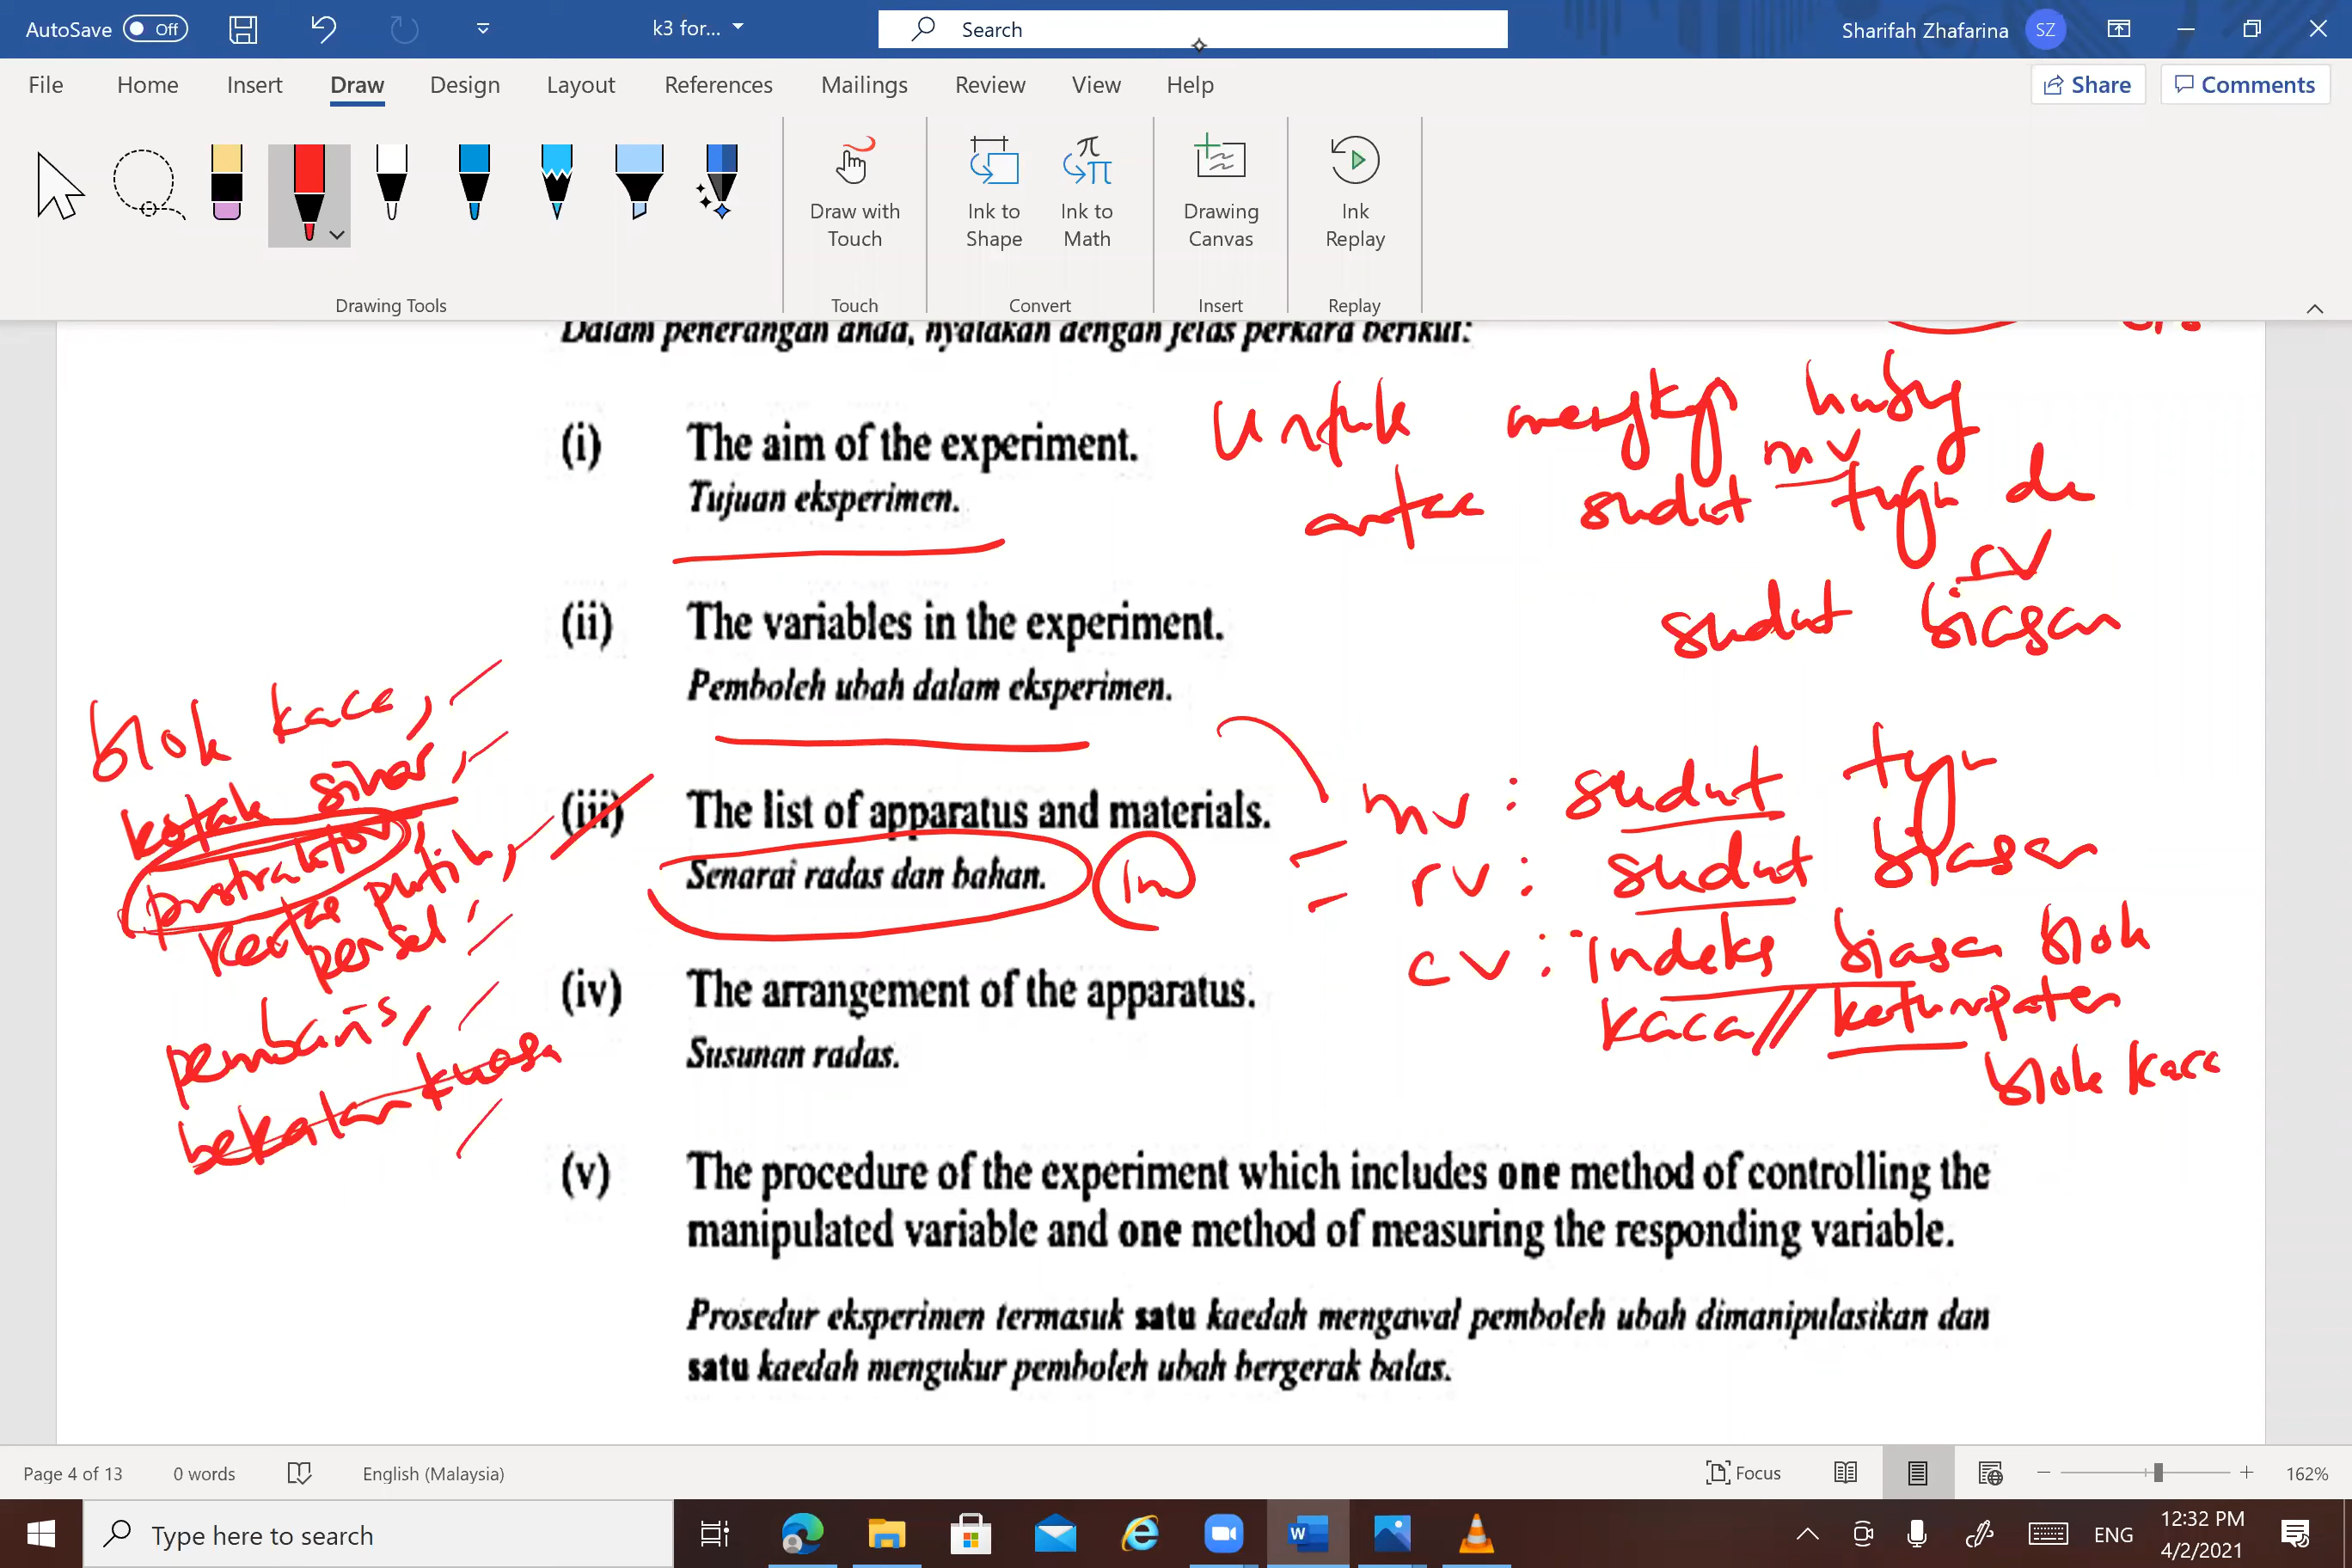 AutoSave Off k3 for... Search Sharifah Zhafarina SZ
File Home Insert Draw Design Layout References Mailings Review View Help Share Comments
Draw with Touch
Ink to Shape
Ink to Math
Drawing Canvas
Ink Replay
Drawing Tools Touch Convert Insert Replay
Dalam penerangan anda, nyatakan dengan jelas perkara berikut:
(i) The aim of the experiment.
Tujuan eksperimen.
Untuk
mv
antara sudut
rv
sudut biasan
(ii) The variables in the experiment.
Pemboleh ubah dalam eksperimen.
mv : sudut
rv : sudut biasan
cv : indeks biasan blok
kaca // ketumpatan
blok kaca
(iii) The list of apparatus and materials.
Senarai radas dan bahan.
1m
blok kaca,
kotak sinar,
protraktor,
kertas putih,
pensel
pembaris,
bekalan kuasa
(iv) The arrangement of the apparatus.
Susunan radas.
(v) The procedure of the experiment which includes one method of controlling the
manipulated variable and one method of measuring the responding variable.
Prosedur eksperimen termasuk satu kaedah mengawal pemboleh ubah dimanipulasikan dan
satu kaedah mengukur pemboleh ubah bergerak balas.
Page 4 of 13 0 words English (Malaysia) Focus 162%
Type here to search ENG 12:32 PM
4/2/2021